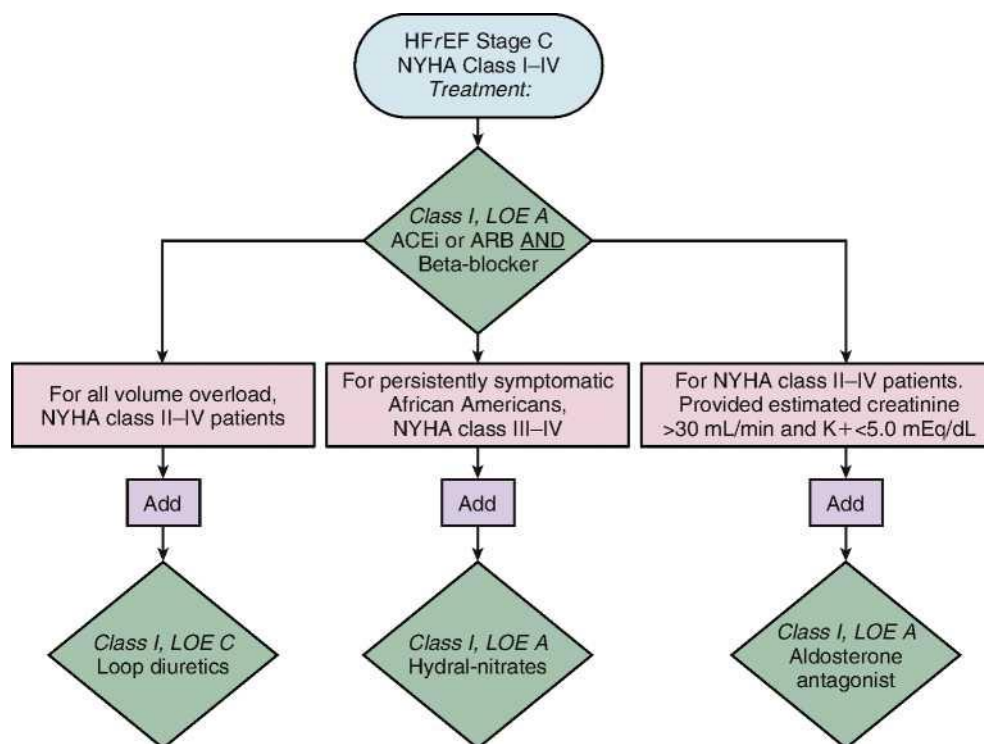 HFrEF Stage C
NYHA Class I–IV
Treatment:
Class I, LOE A
ACEi or ARB AND
Beta-blocker
For all volume overload,
NYHA class II–IV patients
For persistently symptomatic
African Americans,
NYHA class III–IV
For NYHA class II–IV patients.
Provided estimated creatinine
>30 mL/min and K+<5.0 mEq/dL
Add
Add
Add
Class I, LOE C
Loop diuretics
Class I, LOE A
Hydral-nitrates
Class I, LOE A
Aldosterone
antagonist